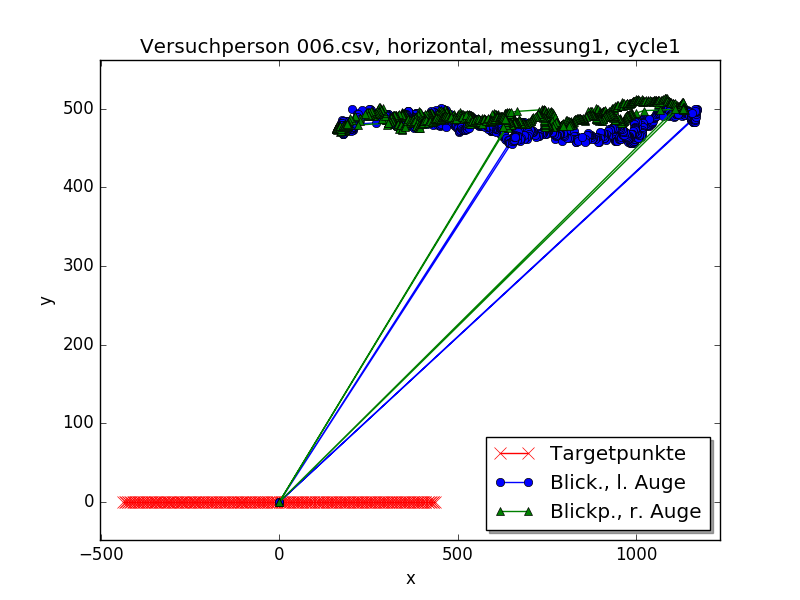 Versuchperson 006.csv, horizontal, messung1, cycle1
500
400
300
200
100
0
y
−500
0
500
1000
x
Targetpunkte
Blick., l. Auge
Blickp., r. Auge